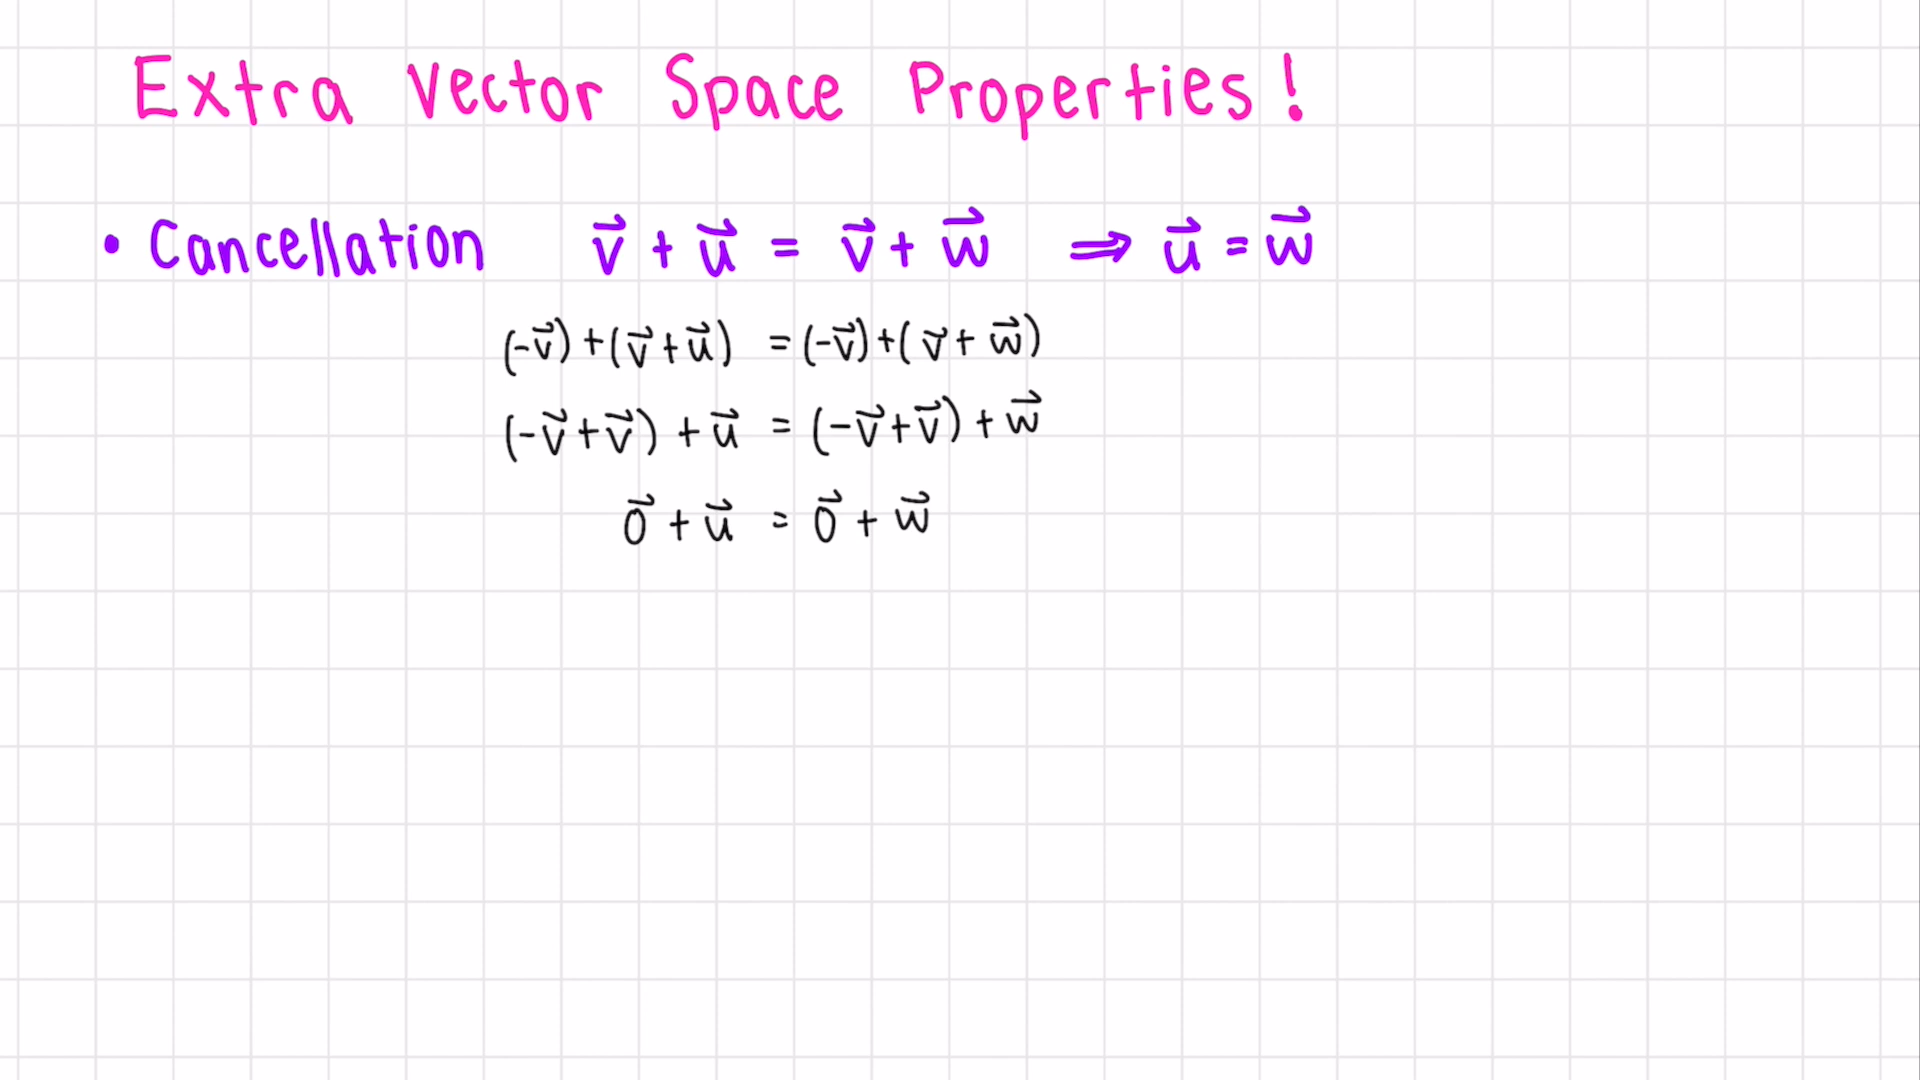 Extra Vector Space Properties!
• Cancellation v⃗ + u⃗ = v⃗ + w⃗ ⇒ u⃗ = w⃗
(-v⃗) + (v⃗ + u⃗) = (-v⃗) + (v⃗ + w⃗)
(-v⃗ + v⃗) + u⃗ = (-v⃗ + v⃗) + w⃗
0⃗ + u⃗ = 0⃗ + w⃗